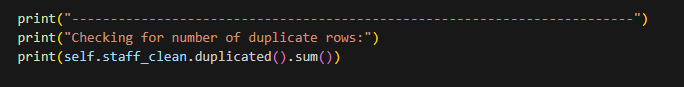 print("------------------------------------------------------------------------")
print("Checking for number of duplicate rows:")
print(self.staff_clean.duplicated().sum())